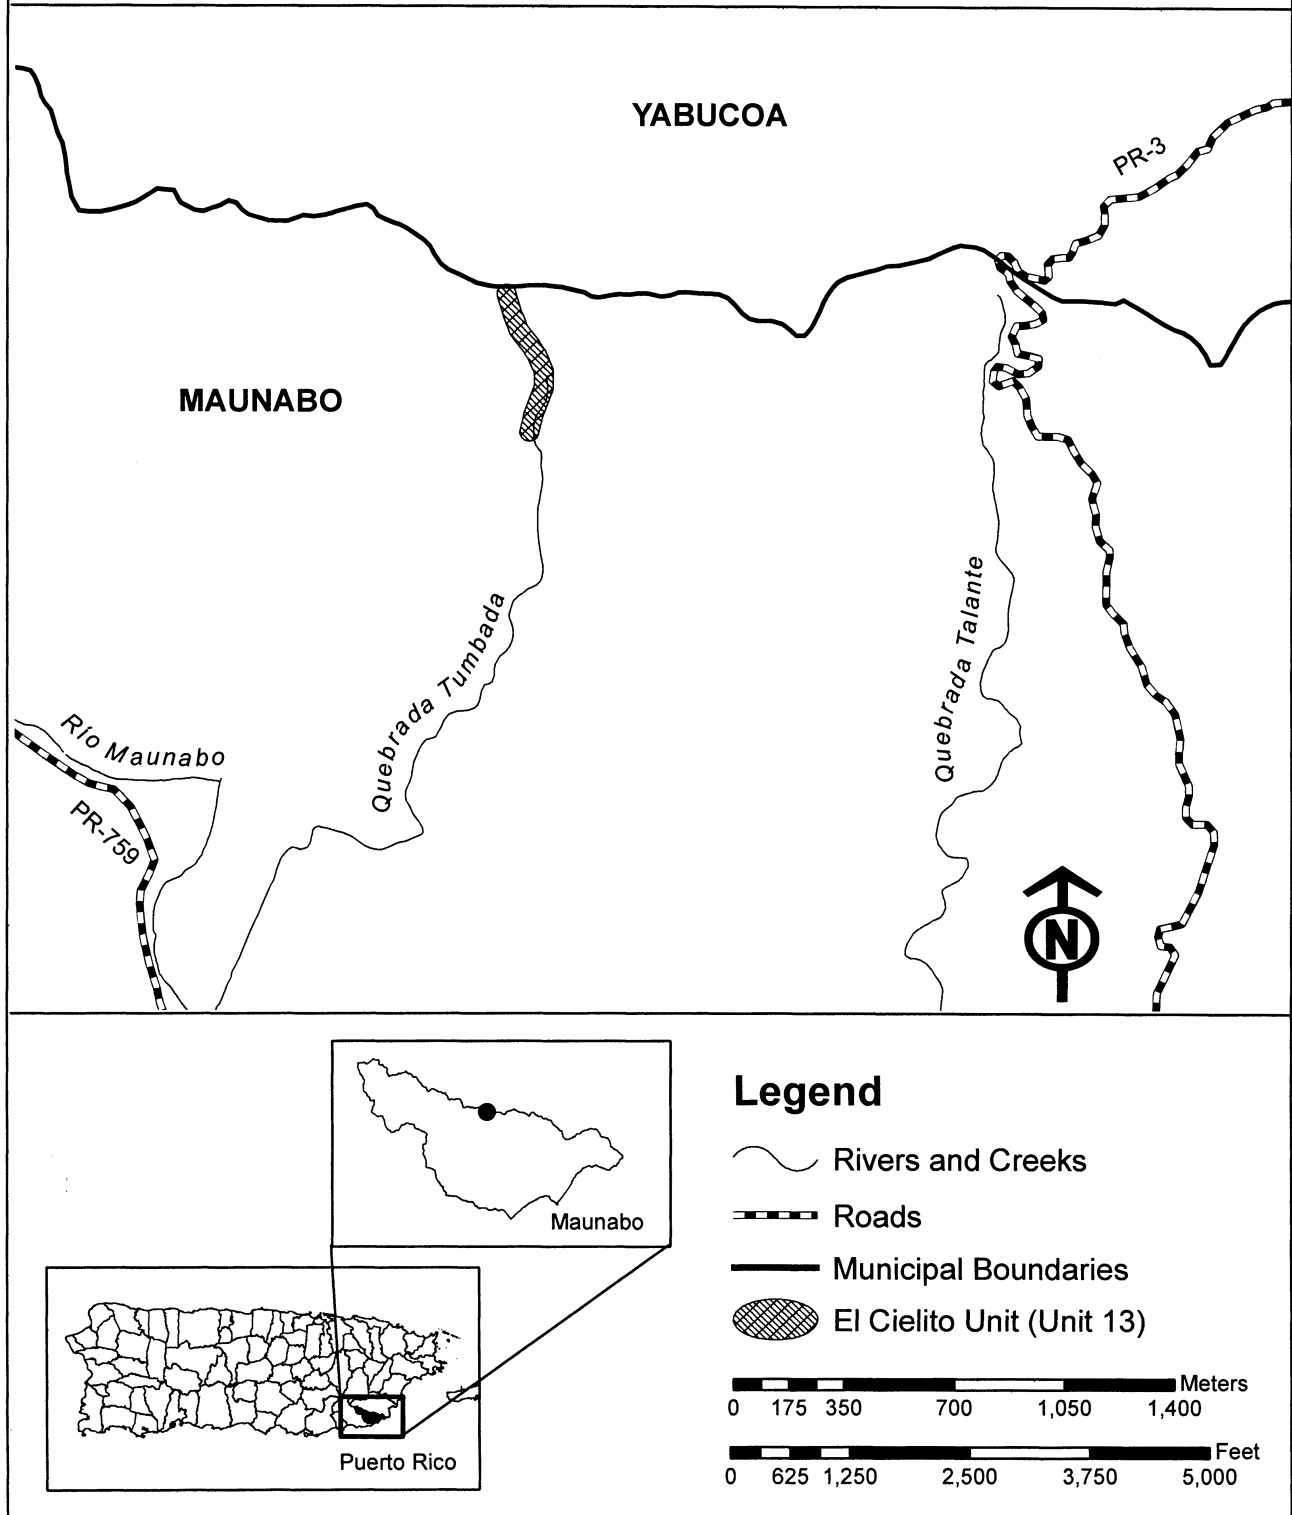 YABUCOA
PR-3
MAUNABO
Quebrada Tumbada
Quebrada Talante
Río Maunabo
PR-759
N
Maunabo
Puerto Rico
Legend
Rivers and Creeks
Roads
Municipal Boundaries
El Cielito Unit (Unit 13)
Meters
0 175 350 700 1,050 1,400
Feet
0 625 1,250 2,500 3,750 5,000